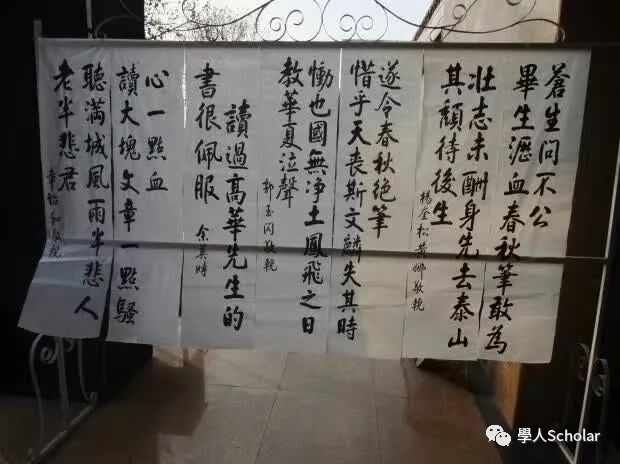 畢生瀝血春秋筆敢為
蒼生问不公
壯志未酬身先去泰山
其頹待後生
楊奎松黃娜敬輓
惜乎天喪斯文麟失其時
遂令春秋絕筆
慟也國無淨土鳳飛之日
教華夏泣聲
郭玉闪敬輓
讀過高華先生的
書很佩服
余英時
讀大塊文章一點騷
心一點血
聽滿城風雨半悲人
老半悲君
章詒和敬輓
學人Scholar